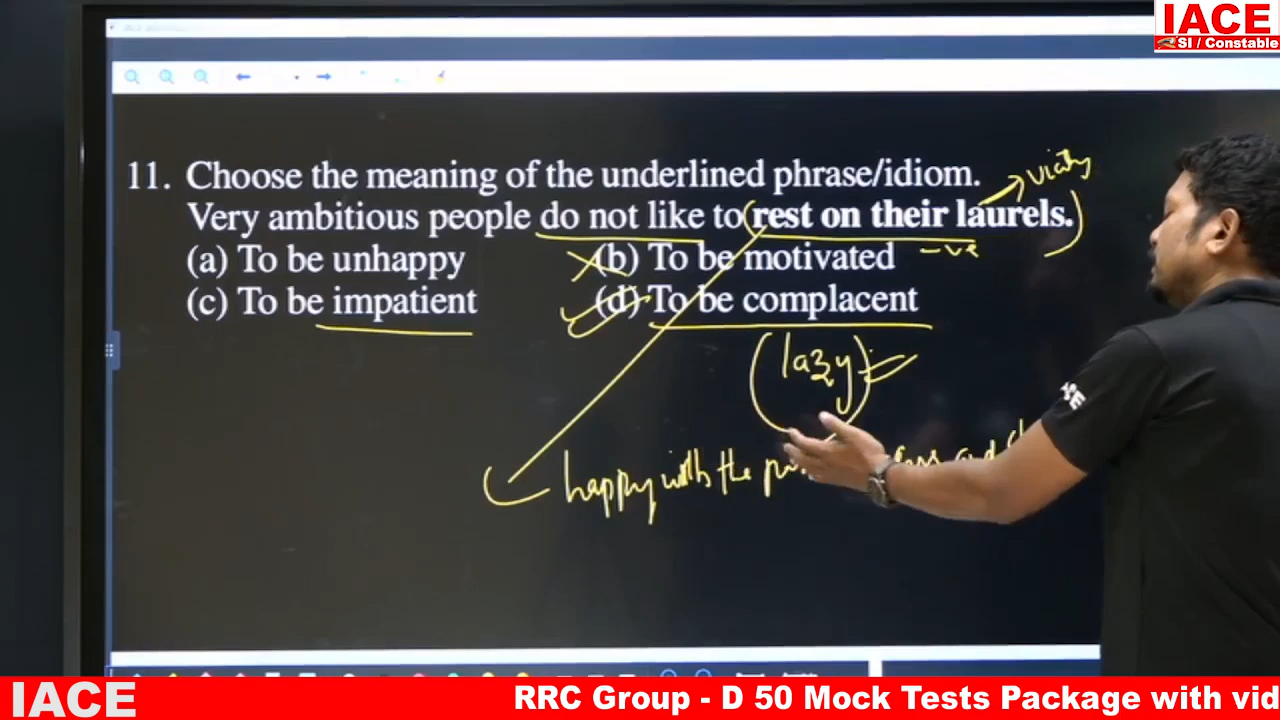 IACE
SI / Constable
11. Choose the meaning of the underlined phrase/idiom.
victory
Very ambitious people do not like to (rest on their laurels.)
(a) To be unhappy (b) To be motivated -ve
(c) To be impatient (d) To be complacent
(lazy)
happy with the and
IACE
IACE RRC Group - D 50 Mock Tests Package with vid